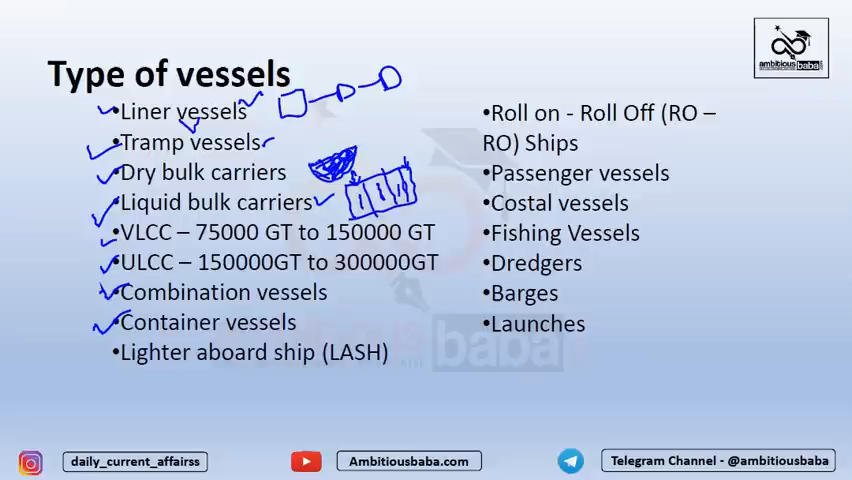 ambitiousbaba
Type of vessels
•Liner vessels
•Tramp vessels
•Dry bulk carriers
•Liquid bulk carriers
•VLCC – 75000 GT to 150000 GT
•ULCC – 150000GT to 300000GT
•Combination vessels
•Container vessels
•Lighter aboard ship (LASH)
•Roll on - Roll Off (RO –
RO) Ships
•Passenger vessels
•Costal vessels
•Fishing Vessels
•Dredgers
•Barges
•Launches
daily_current_affairss
Ambitiousbaba.com
Telegram Channel - @ambitiousbaba